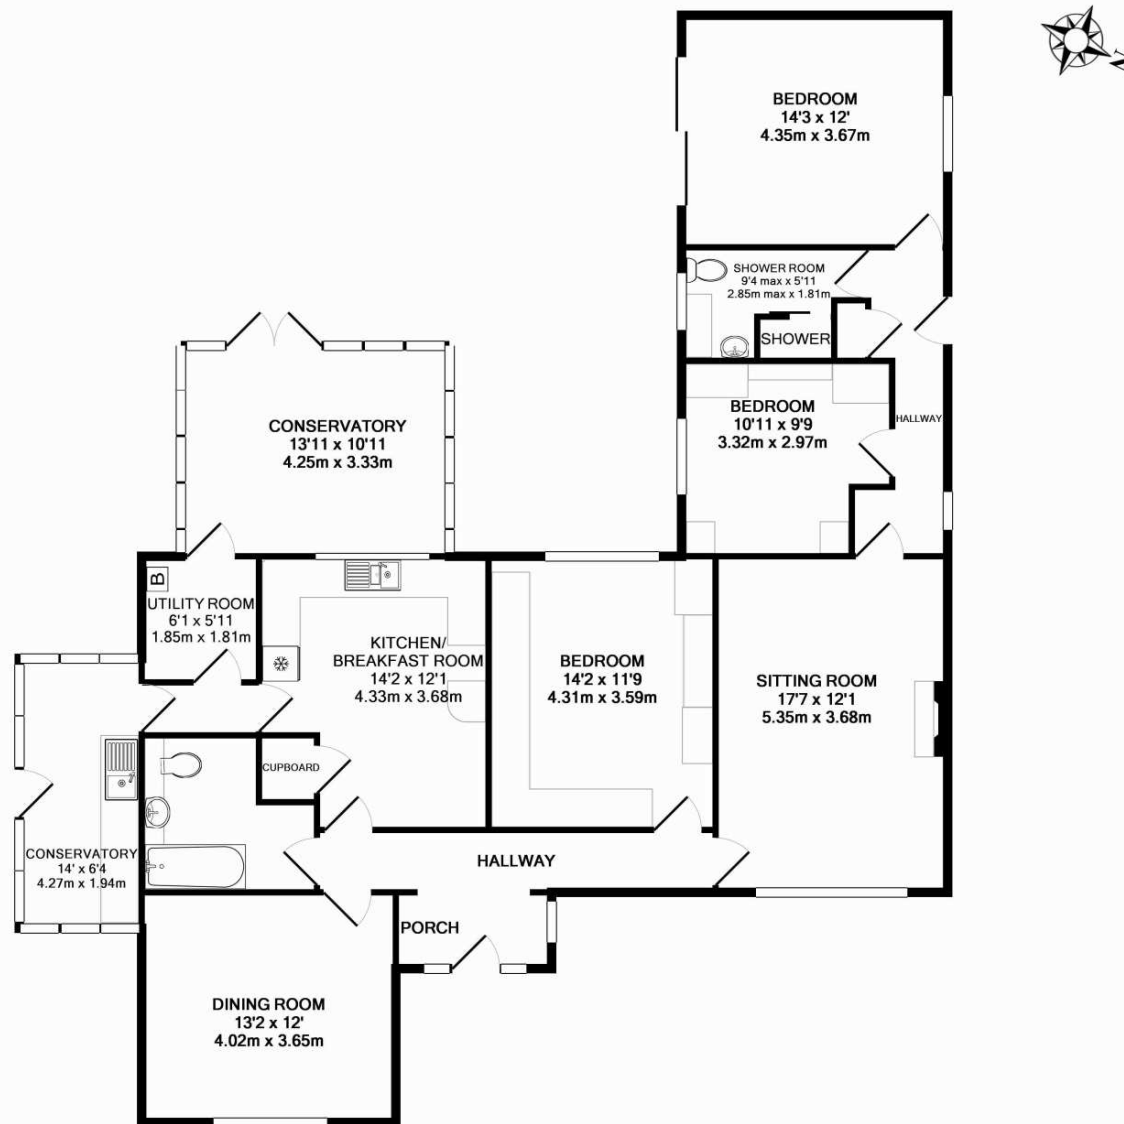 N
BEDROOM
14'3 x 12'
4.35m x 3.67m
SHOWER ROOM
9'4 max x 5'11
2.85m max x 1.81m
SHOWER
BEDROOM
10'11 x 9'9
3.32m x 2.97m
HALLWAY
CONSERVATORY
13'11 x 10'11
4.25m x 3.33m
B
UTILITY ROOM
6'1 x 5'11
1.85m x 1.81m
KITCHEN/
BREAKFAST ROOM
14'2 x 12'1
4.33m x 3.68m
BEDROOM
14'2 x 11'9
4.31m x 3.59m
SITTING ROOM
17'7 x 12'1
5.35m x 3.68m
CUPBOARD
CONSERVATORY
14' x 6'4
4.27m x 1.94m
HALLWAY
PORCH
DINING ROOM
13'2 x 12'
4.02m x 3.65m